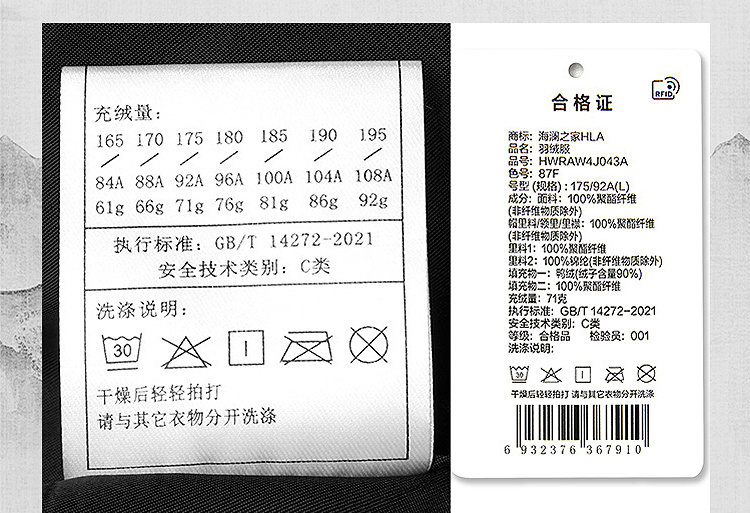 充绒量:
165 170 175 180 185 190 195
84A 88A 92A 96A 100A 104A 108A
61g 66g 71g 76g 81g 86g 92g
执行标准: GB/T 14272-2021
安全技术类别: C类
洗涤说明:
30
干燥后轻轻拍打
请与其它衣物分开洗涤
RFID
合格证
商标: 海澜之家HLA
品名: 羽绒服
品号: HWRAW4J043A
色号: 87F
号型(规格): 175/92A(L)
成分: 面料: 100%聚酯纤维
(非纤维物质除外)
帽里料/领里/里襟: 100%聚酯纤维
(非纤维物质除外)
里料1: 100%聚酯纤维
里料2: 100%锦纶(非纤维物质除外)
填充物一: 鸭绒(绒子含量90%)
填充物二: 100%聚酯纤维
充绒量: 71克
执行标准: GB/T 14272-2021
安全技术类别: C类
等级: 合格品 检验员: 001
洗涤说明:
30
干燥后轻轻拍打 请与其它衣物分开洗涤
6 932376 367910